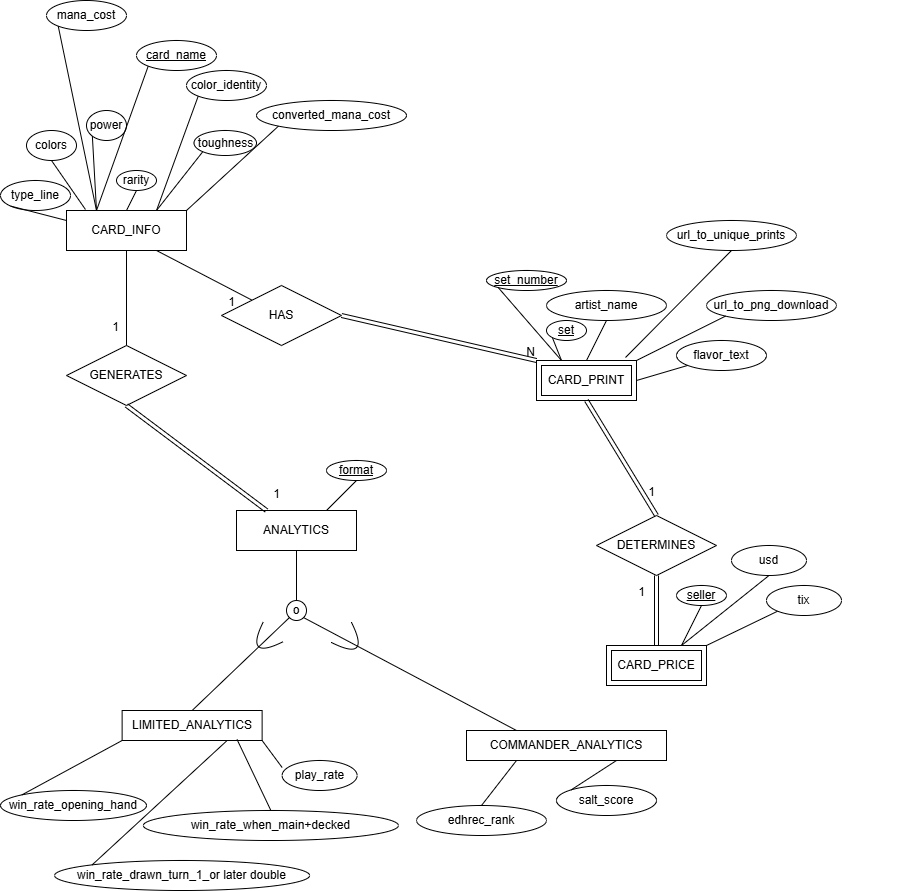 mana_cost
card_name
color_identity
converted_mana_cost
power
colors
toughness
rarity
type_line
CARD_INFO
url_to_unique_prints
set_number
artist_name
url_to_png_download
1
HAS
set
1
N
flavor_text
GENERATES
CARD_PRINT
format
1
1
ANALYTICS
DETERMINES
usd
1
seller
tix
o
CARD_PRICE
LIMITED_ANALYTICS
COMMANDER_ANALYTICS
play_rate
win_rate_opening_hand
salt_score
win_rate_when_main+decked
edhrec_rank
win_rate_drawn_turn_1_or later double